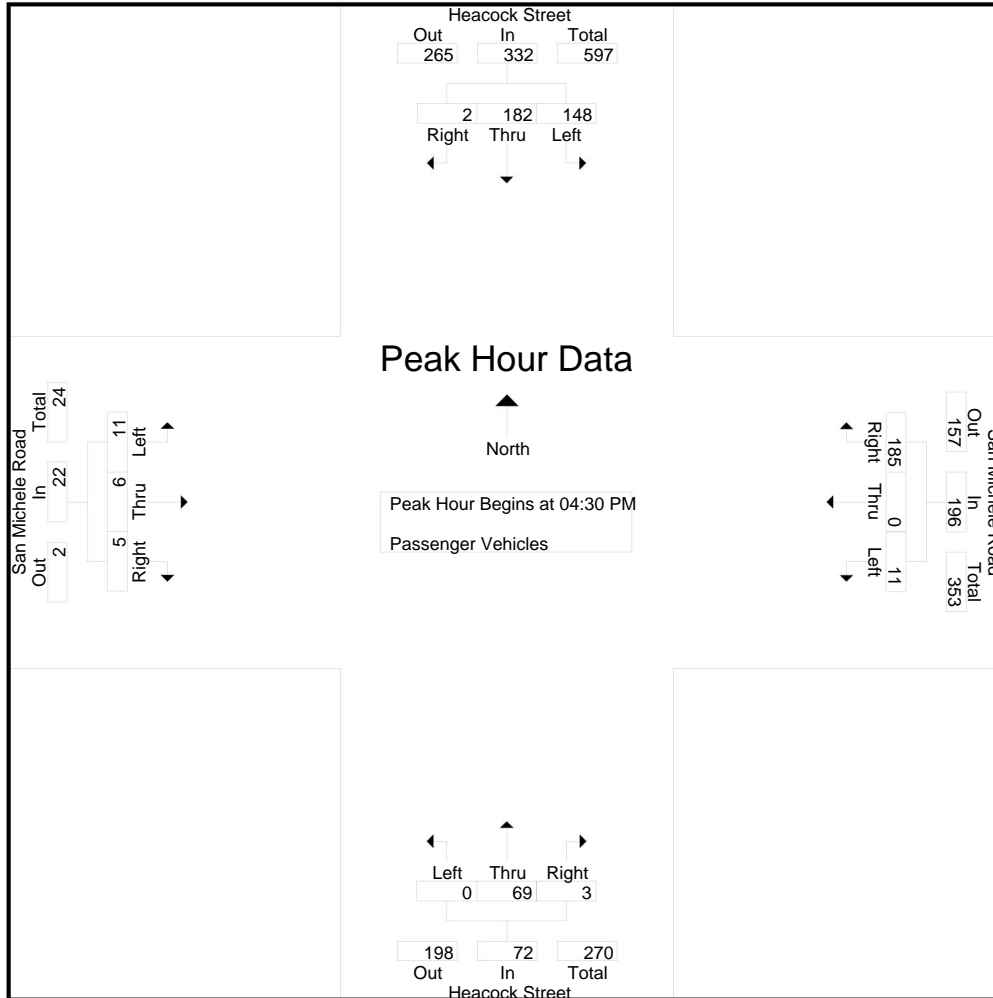 Heacock Street
Out In Total
265 332 597
2 182 148
Right Thru Left
Peak Hour Data
North
Peak Hour Begins at 04:30 PM
Passenger Vehicles
San Michele Road
Total In Out
24 22 2
11 6 5
Left Thru Right
Right Thru Left
185 0 11
Out In Total
157 196 353
San Michele Road
Left Thru Right
0 69 3
198 72 270
Out In Total
Heacock Street